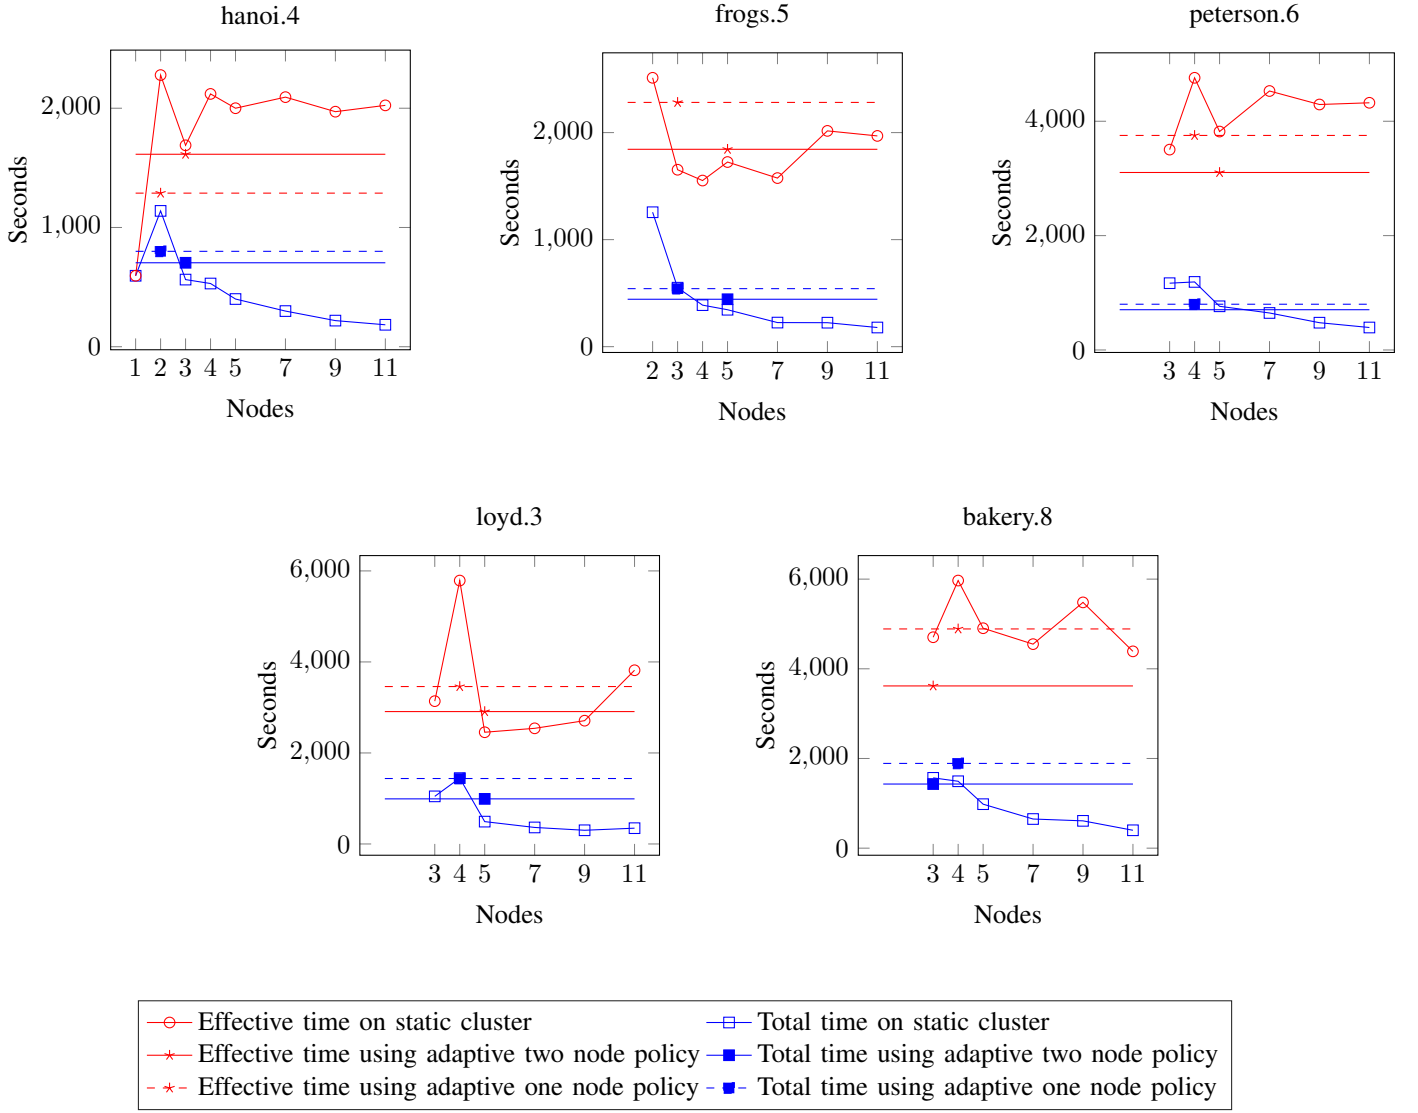 hanoi.4
Seconds
2,000
1,000
0
1 2 3 4 5 7 9 11
Nodes
frogs.5
Seconds
2,000
1,000
0
2 3 4 5 7 9 11
Nodes
peterson.6
Seconds
4,000
2,000
0
3 4 5 7 9 11
Nodes
loyd.3
Seconds
6,000
4,000
2,000
0
3 4 5 7 9 11
Nodes
bakery.8
Seconds
6,000
4,000
2,000
0
3 4 5 7 9 11
Nodes
Effective time on static cluster
Total time on static cluster
Effective time using adaptive two node policy
Total time using adaptive two node policy
Effective time using adaptive one node policy
Total time using adaptive one node policy